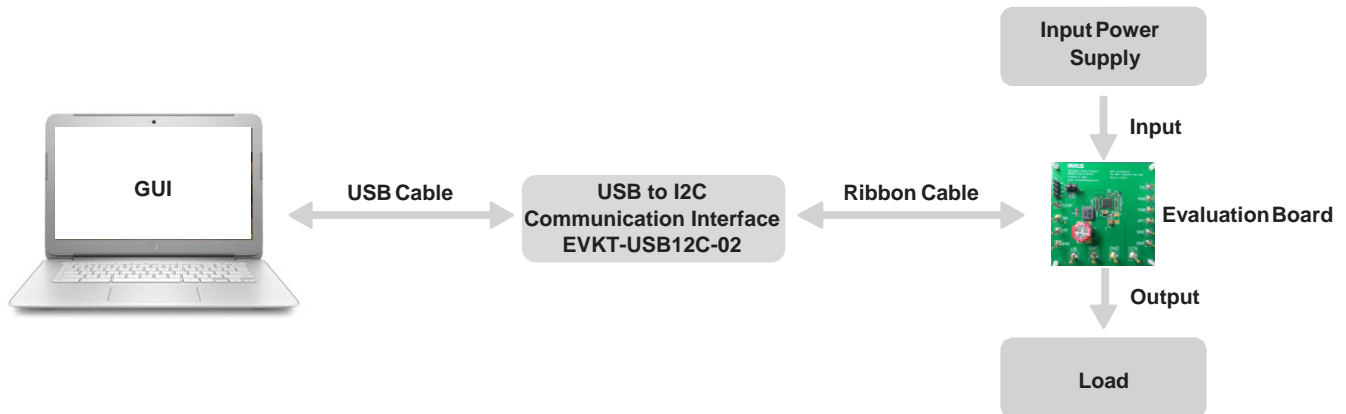 Input Power
Supply
Input
GUI
USB Cable
USB to I2C
Communication Interface
EVKT-USB12C-02
Ribbon Cable
Evaluation Board
Output
Load